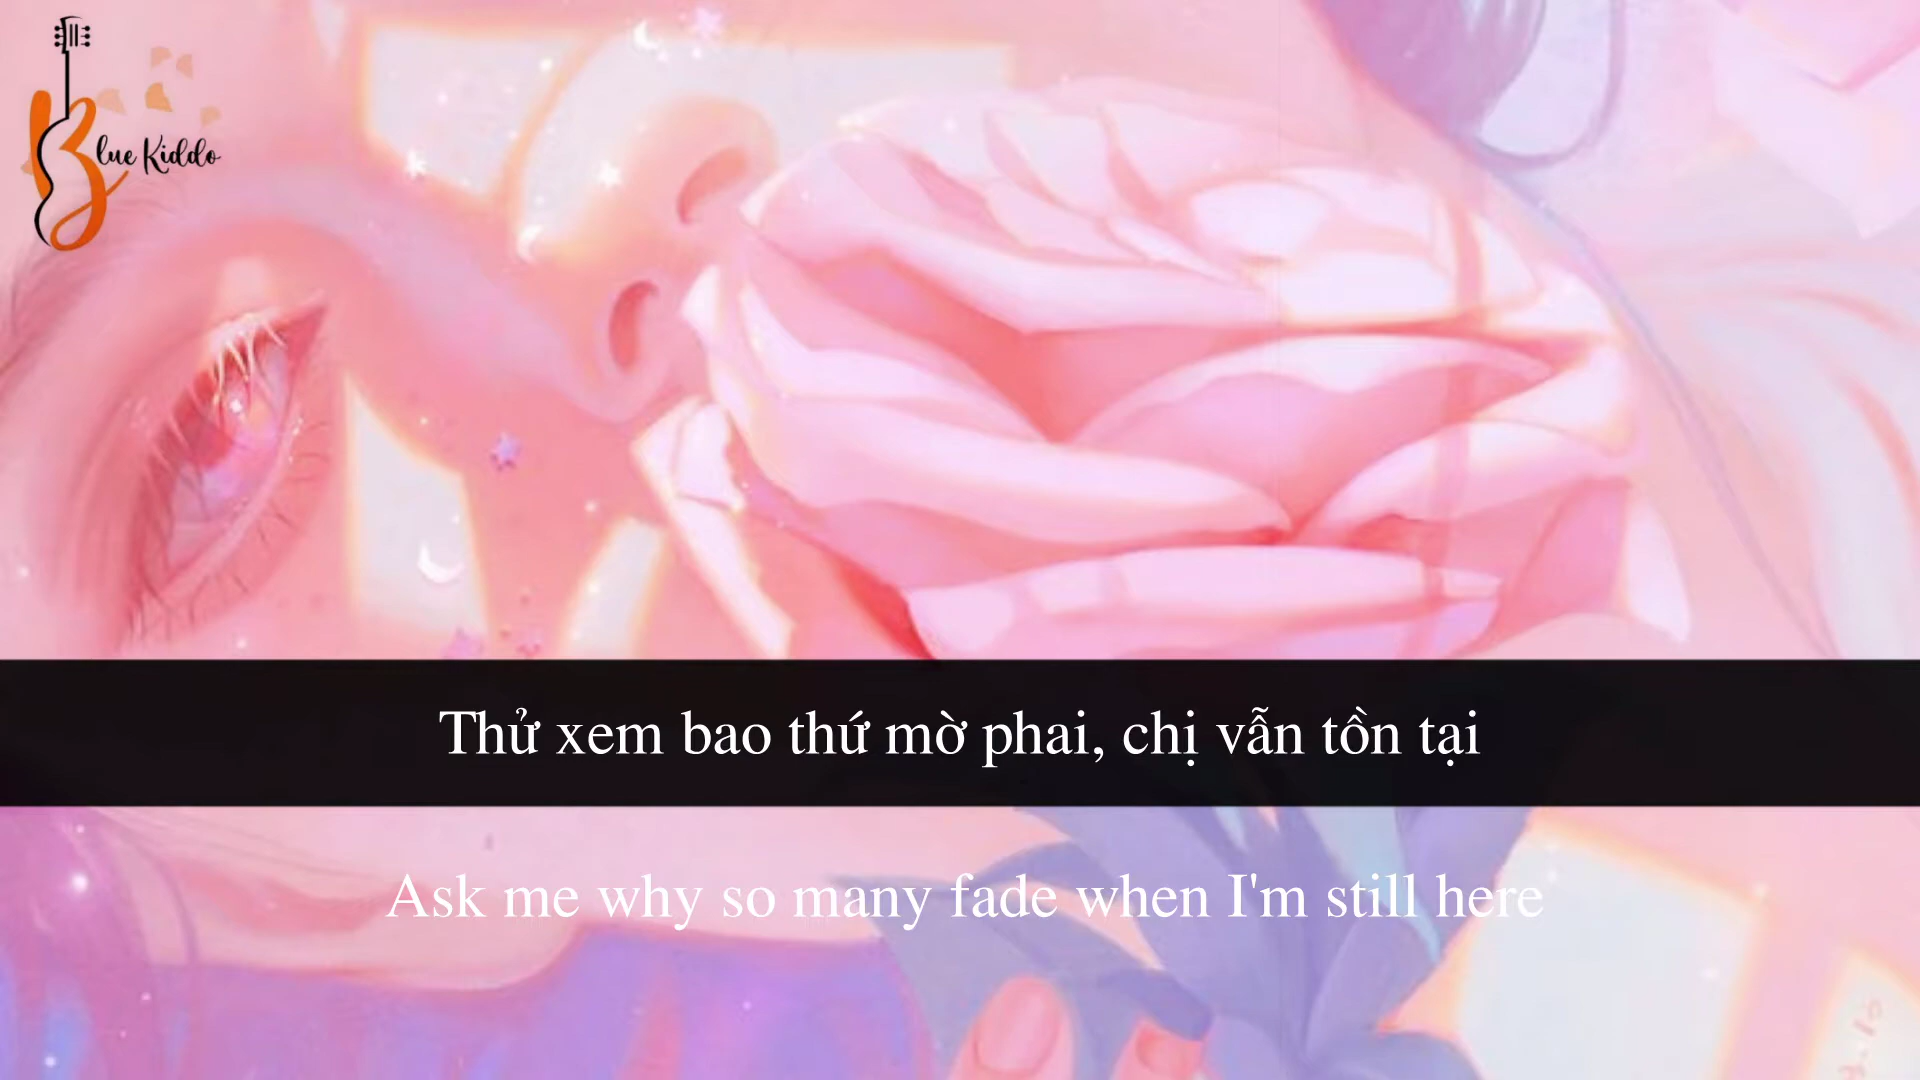 Blue Kiddo
Thử xem bao thứ mờ phai, chị vẫn tồn tại
Ask me why so many fade when I'm still here